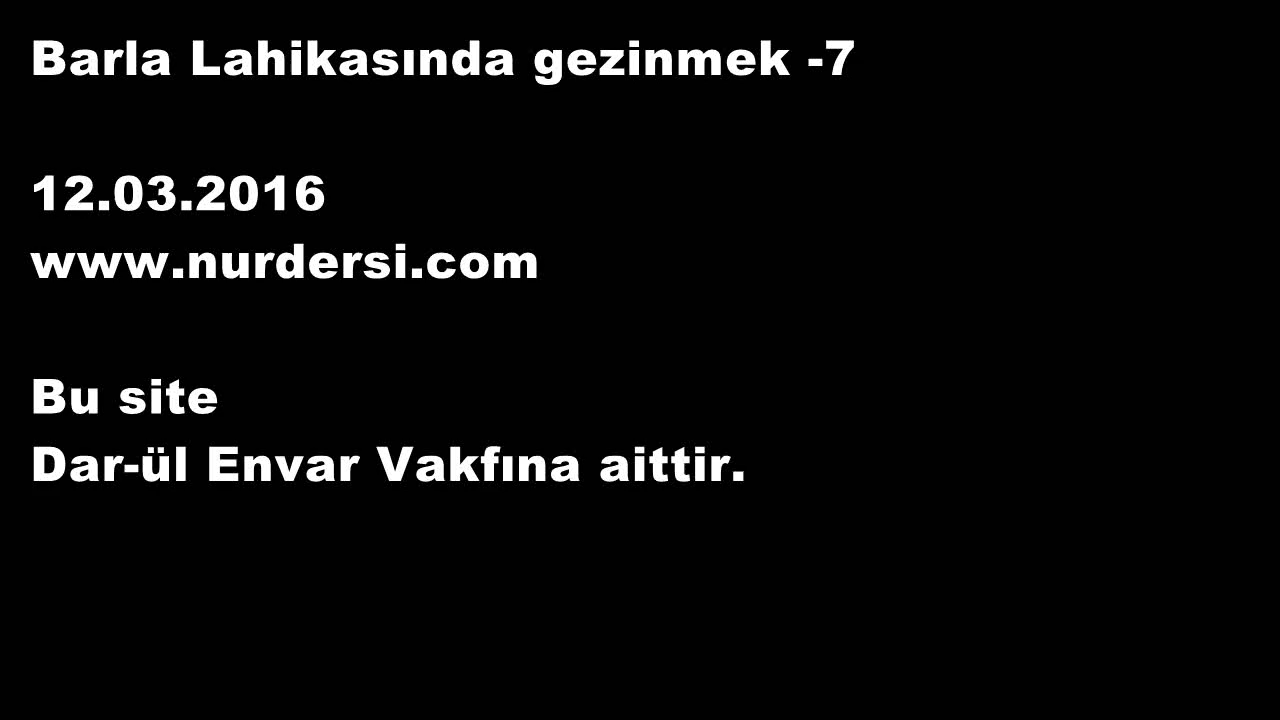 Barla Lahikasında gezinmek -7
12.03.2016
www.nurdersi.com
Bu site
Dar-ül Envar Vakfına aittir.